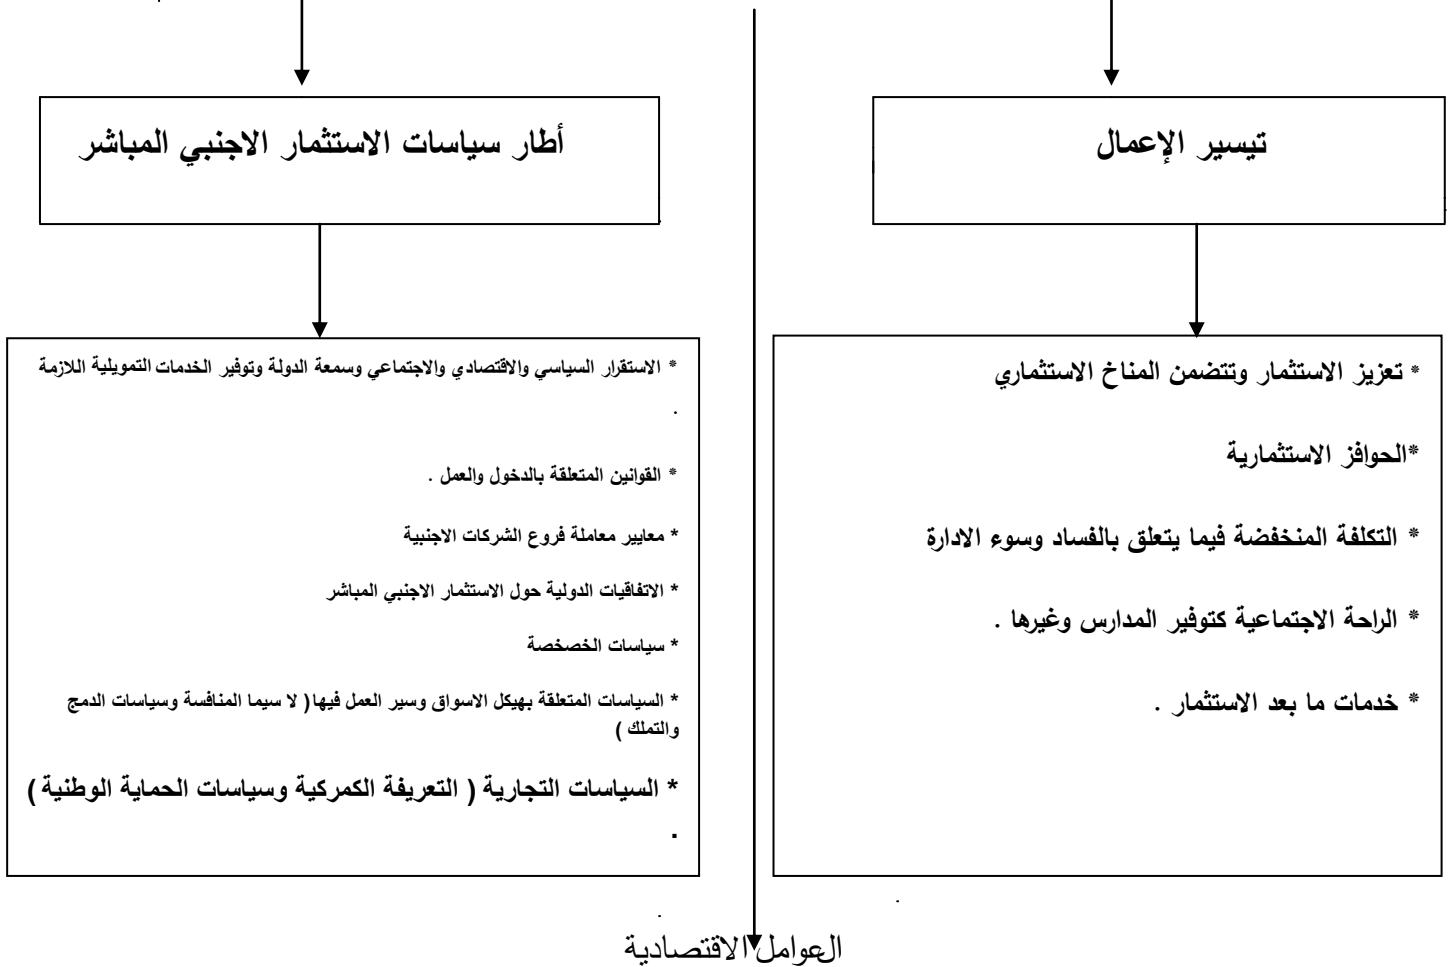 تيسير الإعمال
أطار سياسات الاستثمار الاجنبي المباشر
* تعزيز الاستثمار وتتضمن المناخ الاستثماري
*الحوافز الاستثمارية
* التكلفة المنخفضة فيما يتعلق بالفساد وسوء الادارة
* الراحة الاجتماعية كتوفير المدارس وغيرها .
* خدمات ما بعد الاستثمار .
* الاستقرار السياسي والاقتصادي والاجتماعي وسمعة الدولة وتوفير الخدمات التمويلية اللازمة
.
* القوانين المتعلقة بالدخول والعمل .
* معايير معاملة فروع الشركات الاجنبية
* الاتفاقيات الدولية حول الاستثمار الاجنبي المباشر
* سياسات الخصخصة
* السياسات المتعلقة بهيكل الاسواق وسير العمل فيها( لا سيما المنافسة وسياسات الدمج
والتملك )
* السياسات التجارية ( التعريفة الكمركية وسياسات الحماية الوطنية )
.
العوامل الاقتصادية